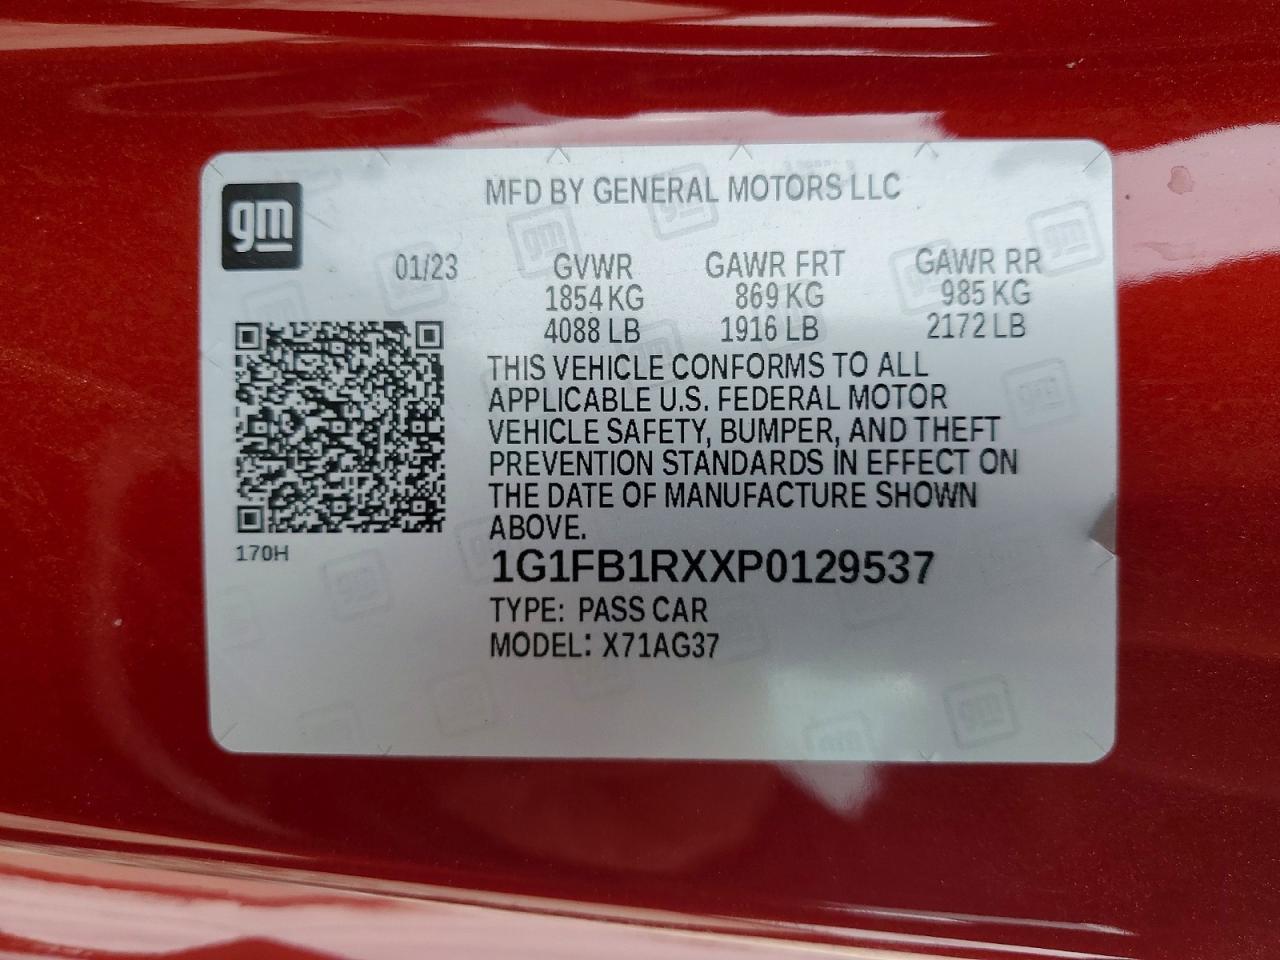 gm
MFD BY GENERAL MOTORS LLC
01/23 GVWR GAWR FRT GAWR RR
1854 KG 869 KG 985 KG
4088 LB 1916 LB 2172 LB
THIS VEHICLE CONFORMS TO ALL
APPLICABLE U.S. FEDERAL MOTOR
VEHICLE SAFETY, BUMPER, AND THEFT
PREVENTION STANDARDS IN EFFECT ON
THE DATE OF MANUFACTURE SHOWN
ABOVE.
170H
1G1FB1RXXP0129537
TYPE: PASS CAR
MODEL: X71AG37